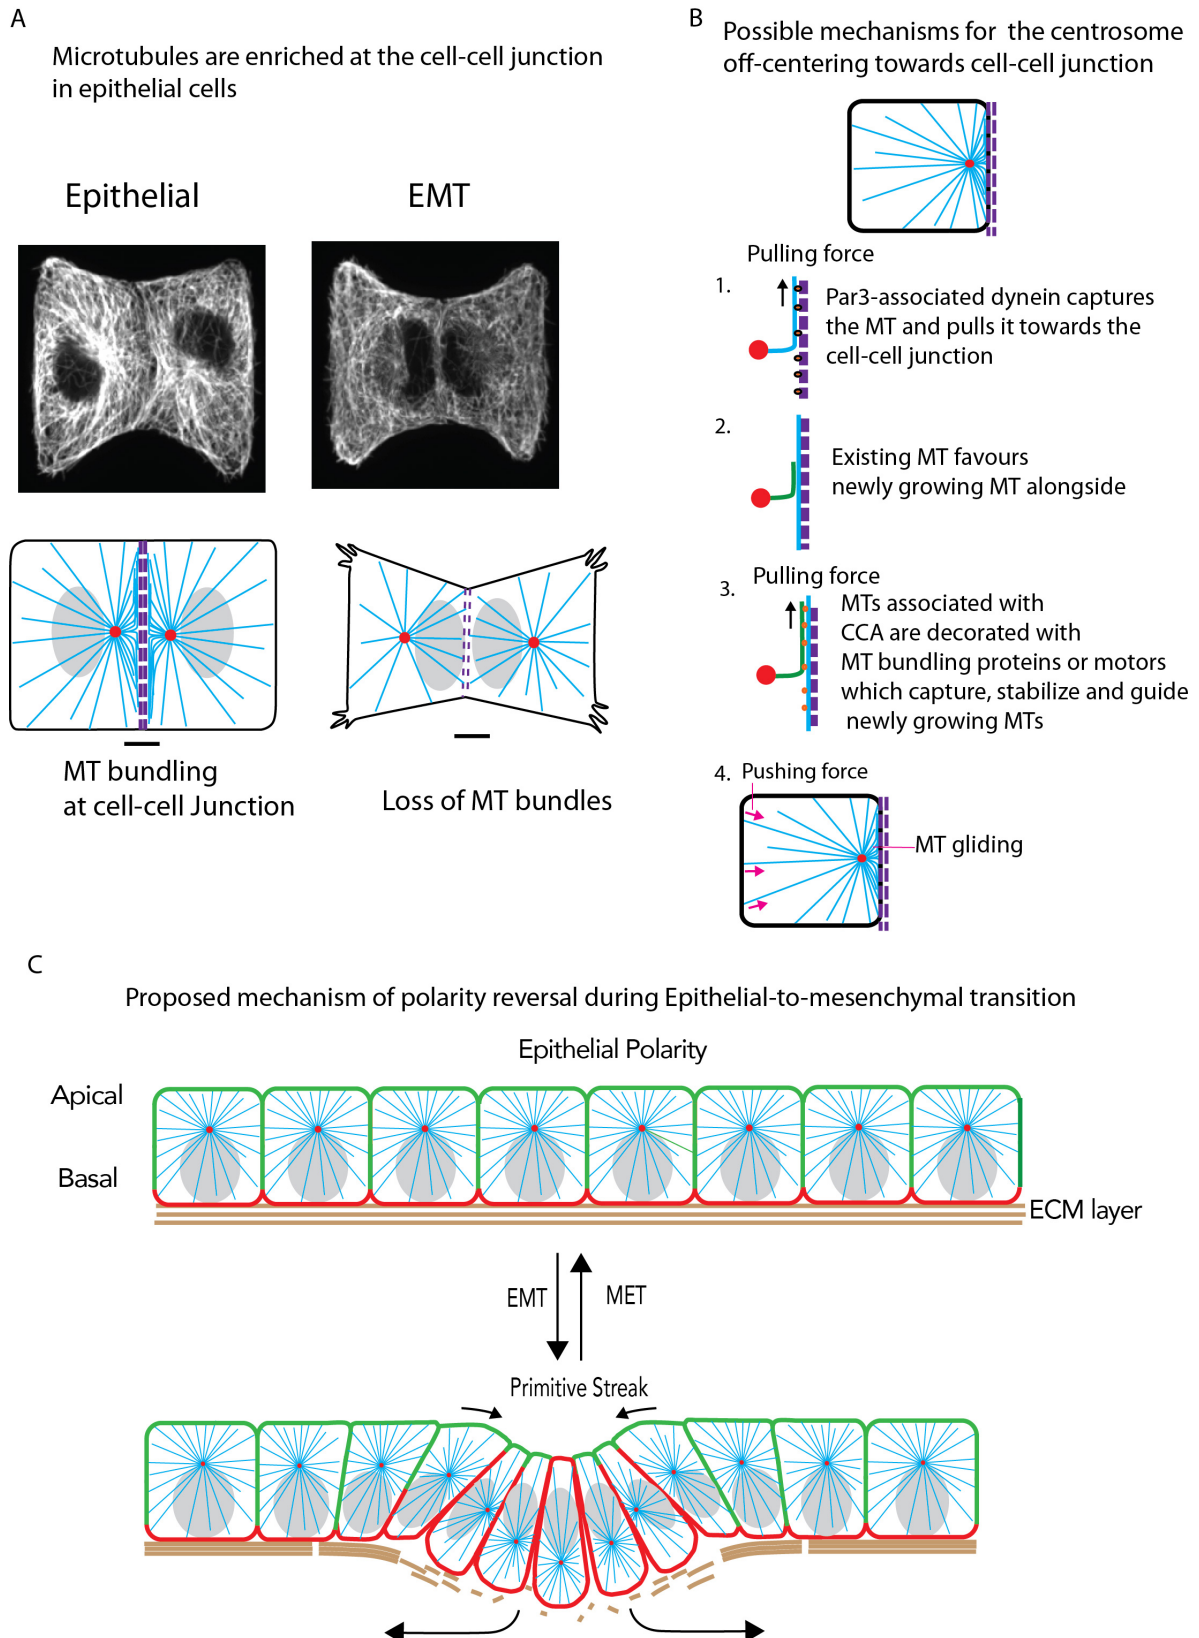 A
Microtubules are enriched at the cell-cell junction
in epithelial cells
Epithelial
EMT
MT bundling
at cell-cell Junction
Loss of MT bundles
B
Possible mechanisms for the centrosome
off-centering towards cell-cell junction
Pulling force
1.
Par3-associated dynein captures
the MT and pulls it towards the
cell-cell junction
2.
Existing MT favours
newly growing MT alongside
Pulling force
3.
MTs associated with
CCA are decorated with
MT bundling proteins or motors
which capture, stabilize and guide
newly growing MTs
4. Pushing force
MT gliding
C
Proposed mechanism of polarity reversal during Epithelial-to-mesenchymal transition
Epithelial Polarity
Apical
Basal
ECM layer
EMT
MET
Primitive Streak